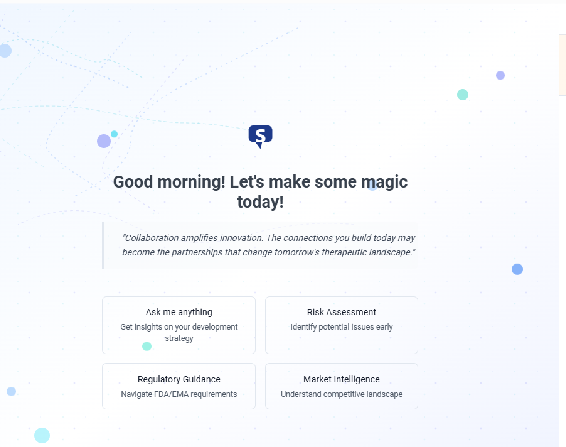 S
Good morning! Let's make some magic
today!
"Collaboration amplifies innovation. The connections you build today may
become the partnerships that change tomorrow's therapeutic landscape."
Ask me anything
Get insights on your development
strategy
Risk Assessment
Identify potential issues early
Regulatory Guidance
Navigate FDA/EMA requirements
Market Intelligence
Understand competitive landscape